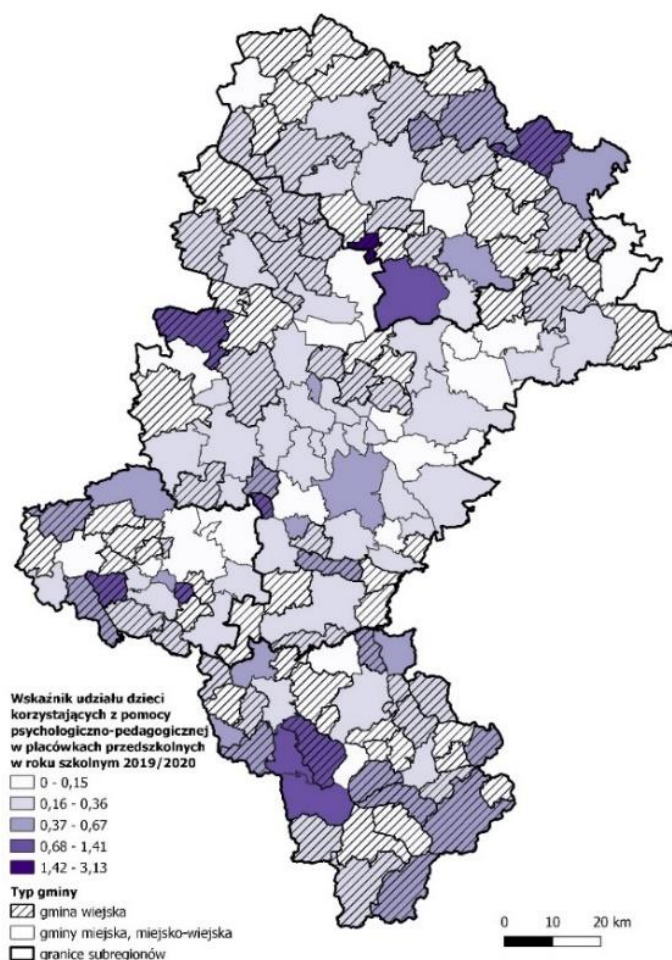 Wskaźnik udziału dzieci
korzystających z pomocy
psychologiczno-pedagogicznej
w placówkach przedszkolnych
w roku szkolnym 2019/2020
0 - 0,15
0,16 - 0,36
0,37 - 0,67
0,68 - 1,41
1,42 - 3,13
Typ gminy
gmina wiejska
gminy miejska, miejsko-wiejska
granice subregionów
0 10 20 km